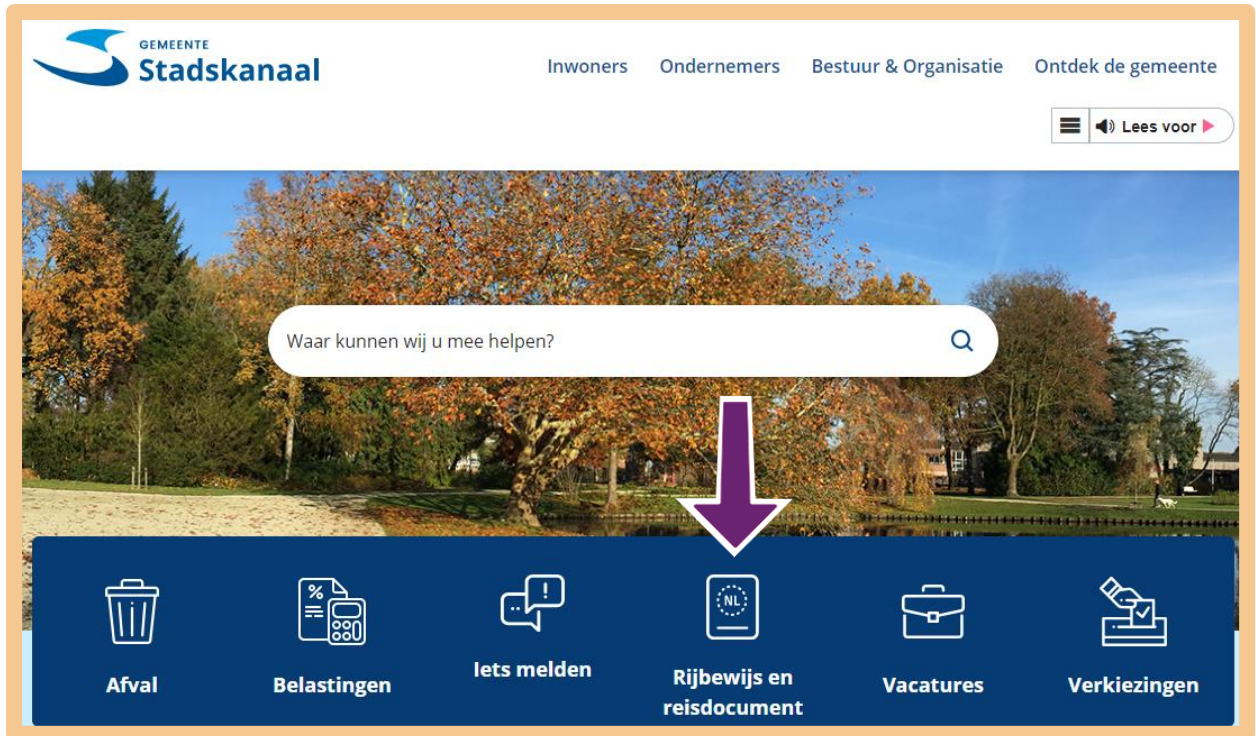 GEMEENTE
Stadskanaal
Inwoners Ondernemers Bestuur & Organisatie Ontdek de gemeente
Lees voor
Waar kunnen wij u mee helpen?
% NL
Afval Belastingen Iets melden Rijbewijs en reisdocument Vacatures Verkiezingen